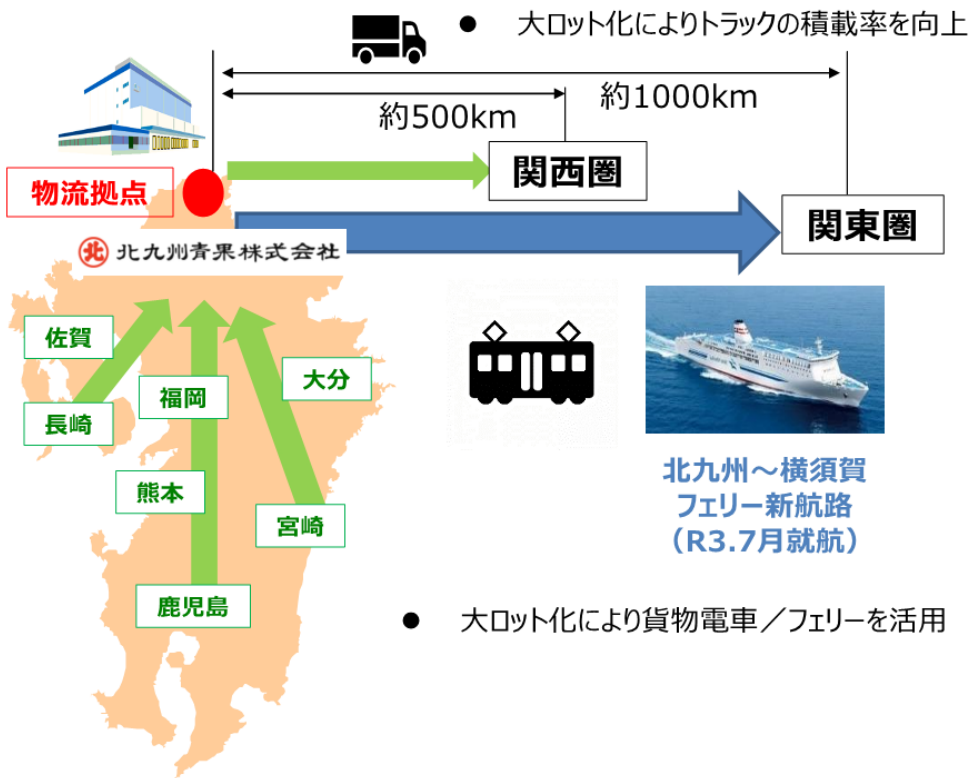 ● 大ロット化によりトラックの積載率を向上
約1000km
約500km
関西圏
物流拠点
関東圏
北 北九州青果株式会社
佐賀
大分
福岡
長崎
熊本
宮崎
鹿児島
北九州～横須賀
フェリー新航路
（R3.7月就航）
● 大ロット化により貨物電車／フェリーを活用